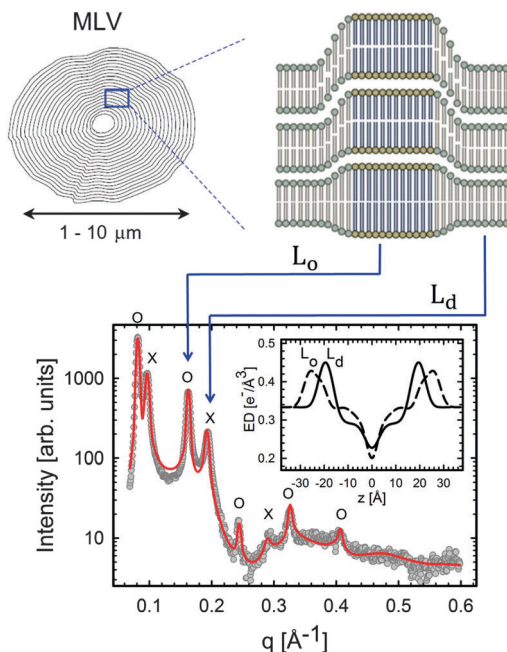 MLV
1 - 10 μm
Lo
Ld
O
X
O
X
O
X
O
O
1000
100
10
Intensity [arb. units]
0.1 0.2 0.3 0.4 0.5 0.6
q [Å-1]
Lo Ld
0.5
0.4
0.3
0.2
ED [e-/Å3]
-30 -20 -10 0 10 20 30
z [Å]